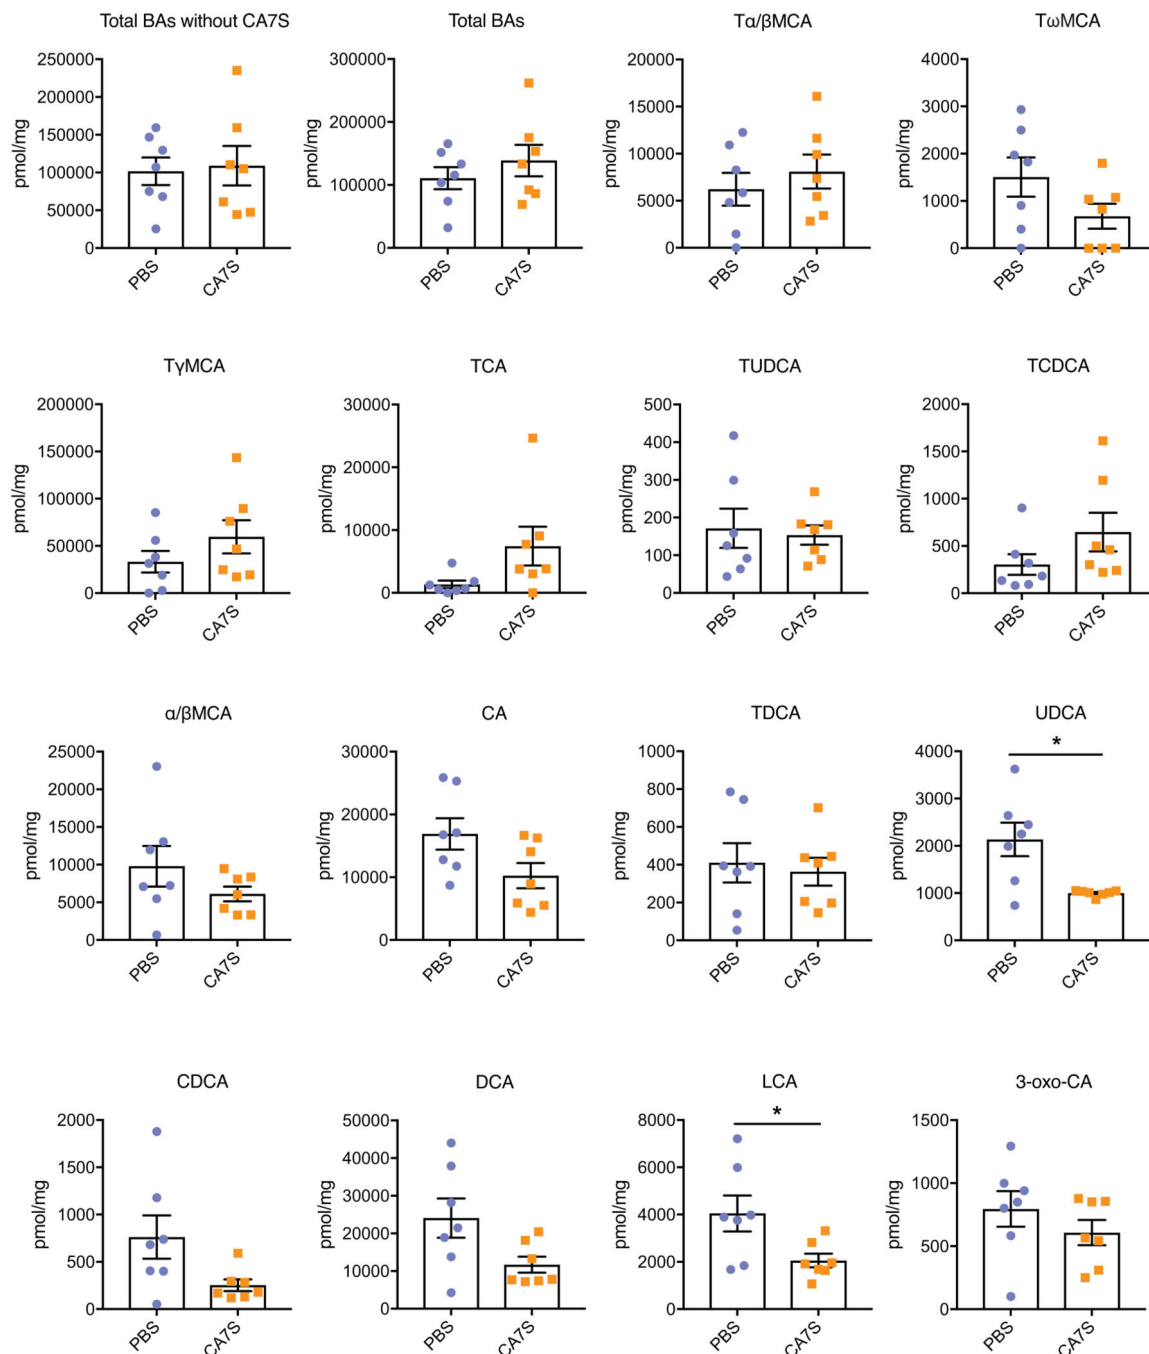 Total BAs without CA7S
pmol/mg
250000
200000
150000
100000
50000
0
PBS
CA7S
Total BAs
pmol/mg
300000
200000
100000
0
PBS
CA7S
Tα/βMCA
pmol/mg
20000
15000
10000
5000
0
PBS
CA7S
TωMCA
pmol/mg
4000
3000
2000
1000
0
PBS
CA7S
TγMCA
pmol/mg
200000
150000
100000
50000
0
PBS
CA7S
TCA
pmol/mg
30000
20000
10000
0
PBS
CA7S
TUDCA
pmol/mg
500
400
300
200
100
0
PBS
CA7S
TCDCA
pmol/mg
2000
1500
1000
500
0
PBS
CA7S
α/βMCA
pmol/mg
25000
20000
15000
10000
5000
0
PBS
CA7S
CA
pmol/mg
30000
20000
10000
0
PBS
CA7S
TDCA
pmol/mg
1000
800
600
400
200
0
PBS
CA7S
UDCA
*
pmol/mg
4000
3000
2000
1000
0
PBS
CA7S
CDCA
pmol/mg
2000
1500
1000
500
0
PBS
CA7S
DCA
pmol/mg
50000
40000
30000
20000
10000
0
PBS
CA7S
LCA
*
pmol/mg
8000
6000
4000
2000
0
PBS
CA7S
3-oxo-CA
pmol/mg
1500
1000
500
0
PBS
CA7S